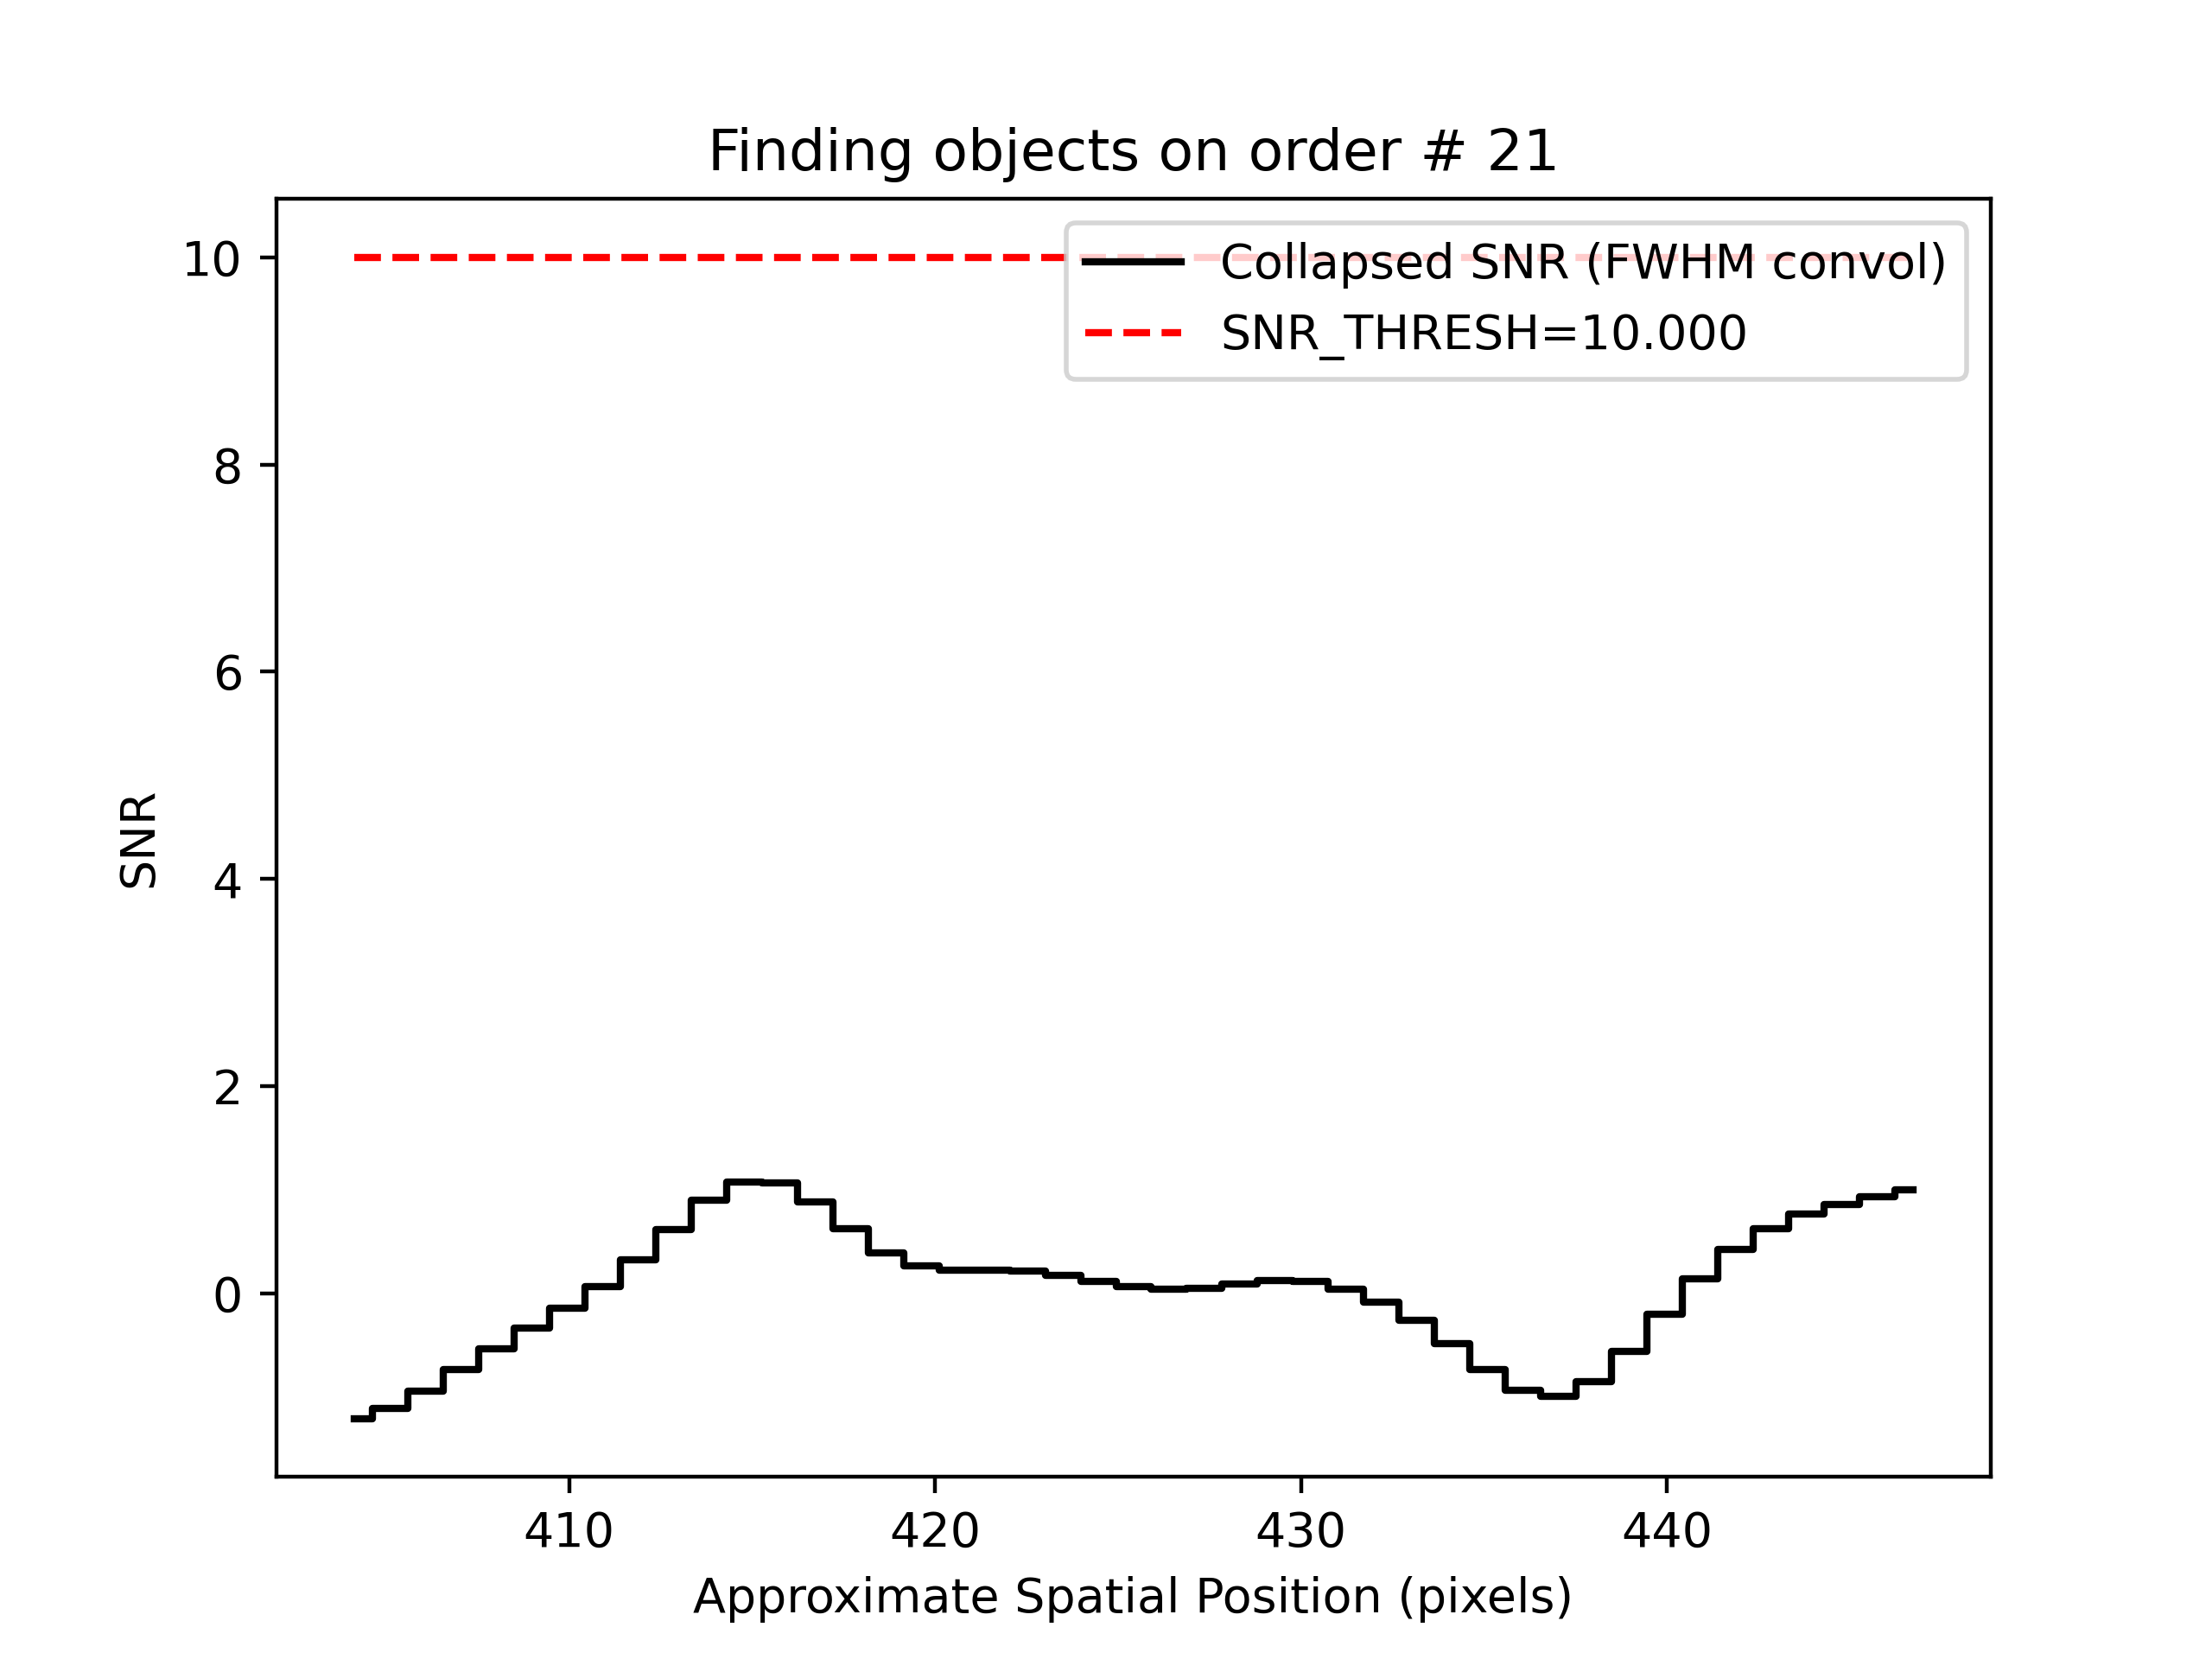 Finding objects on order # 21
Collapsed SNR (FWHM convol)
SNR_THRESH=10.000
10
8
6
4
2
0
SNR
410 420 430 440
Approximate Spatial Position (pixels)